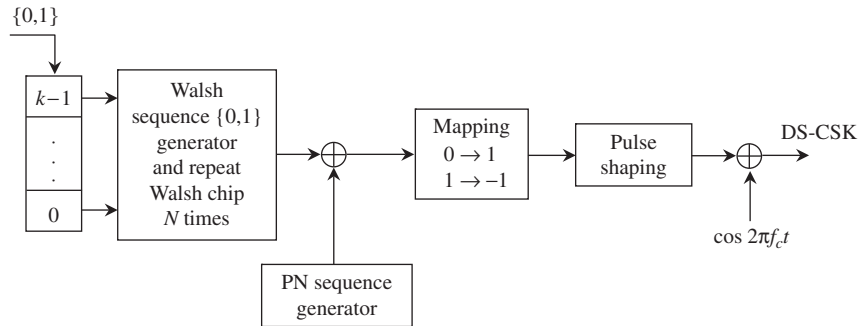 {0,1}
k−1
.
.
.
0
Walsh
sequence {0,1}
generator
and repeat
Walsh chip
N times
PN sequence
generator
Mapping
0 → 1
1 → −1
Pulse
shaping
DS-CSK
cos 2πf_ct